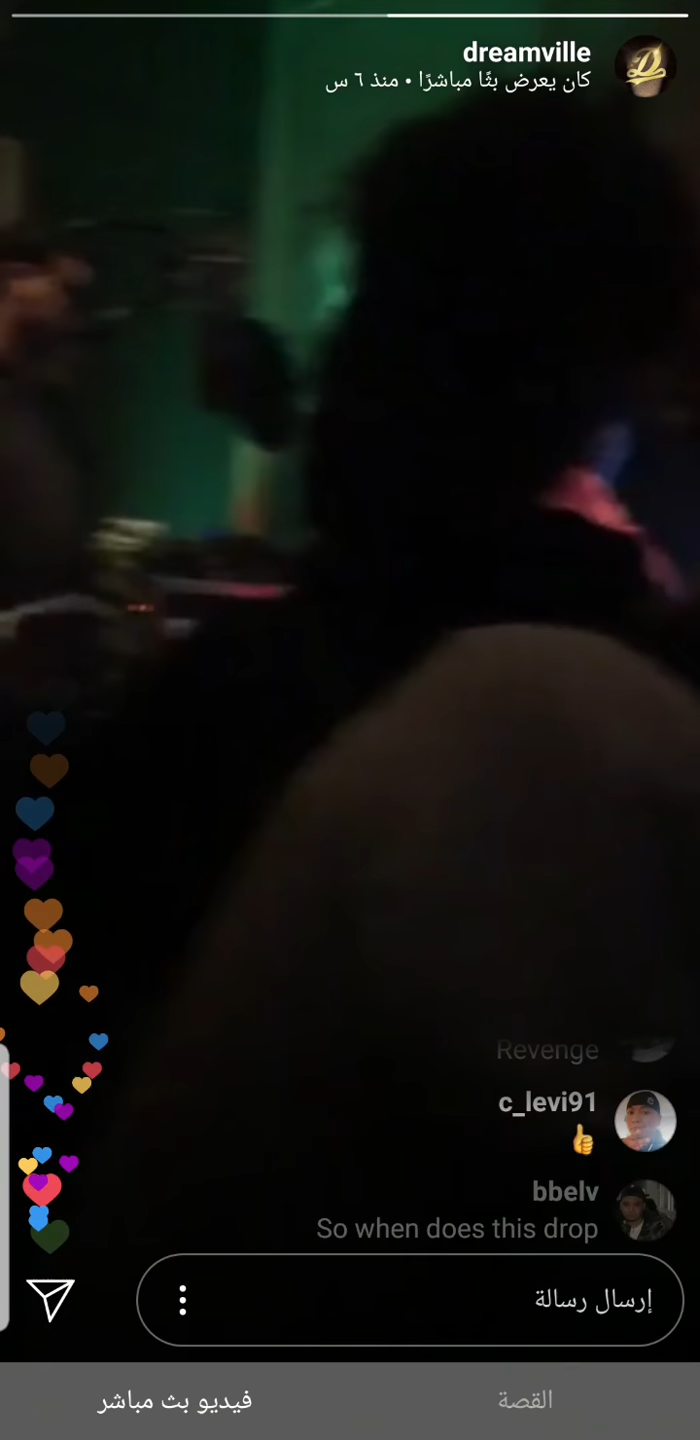 dreamville
كان يعرض بثًا مباشرًا • منذ ٦ س
Revenge
c_levi91
👍
bbelv
So when does this drop
إرسال رسالة
القصة
فيديو بث مباشر